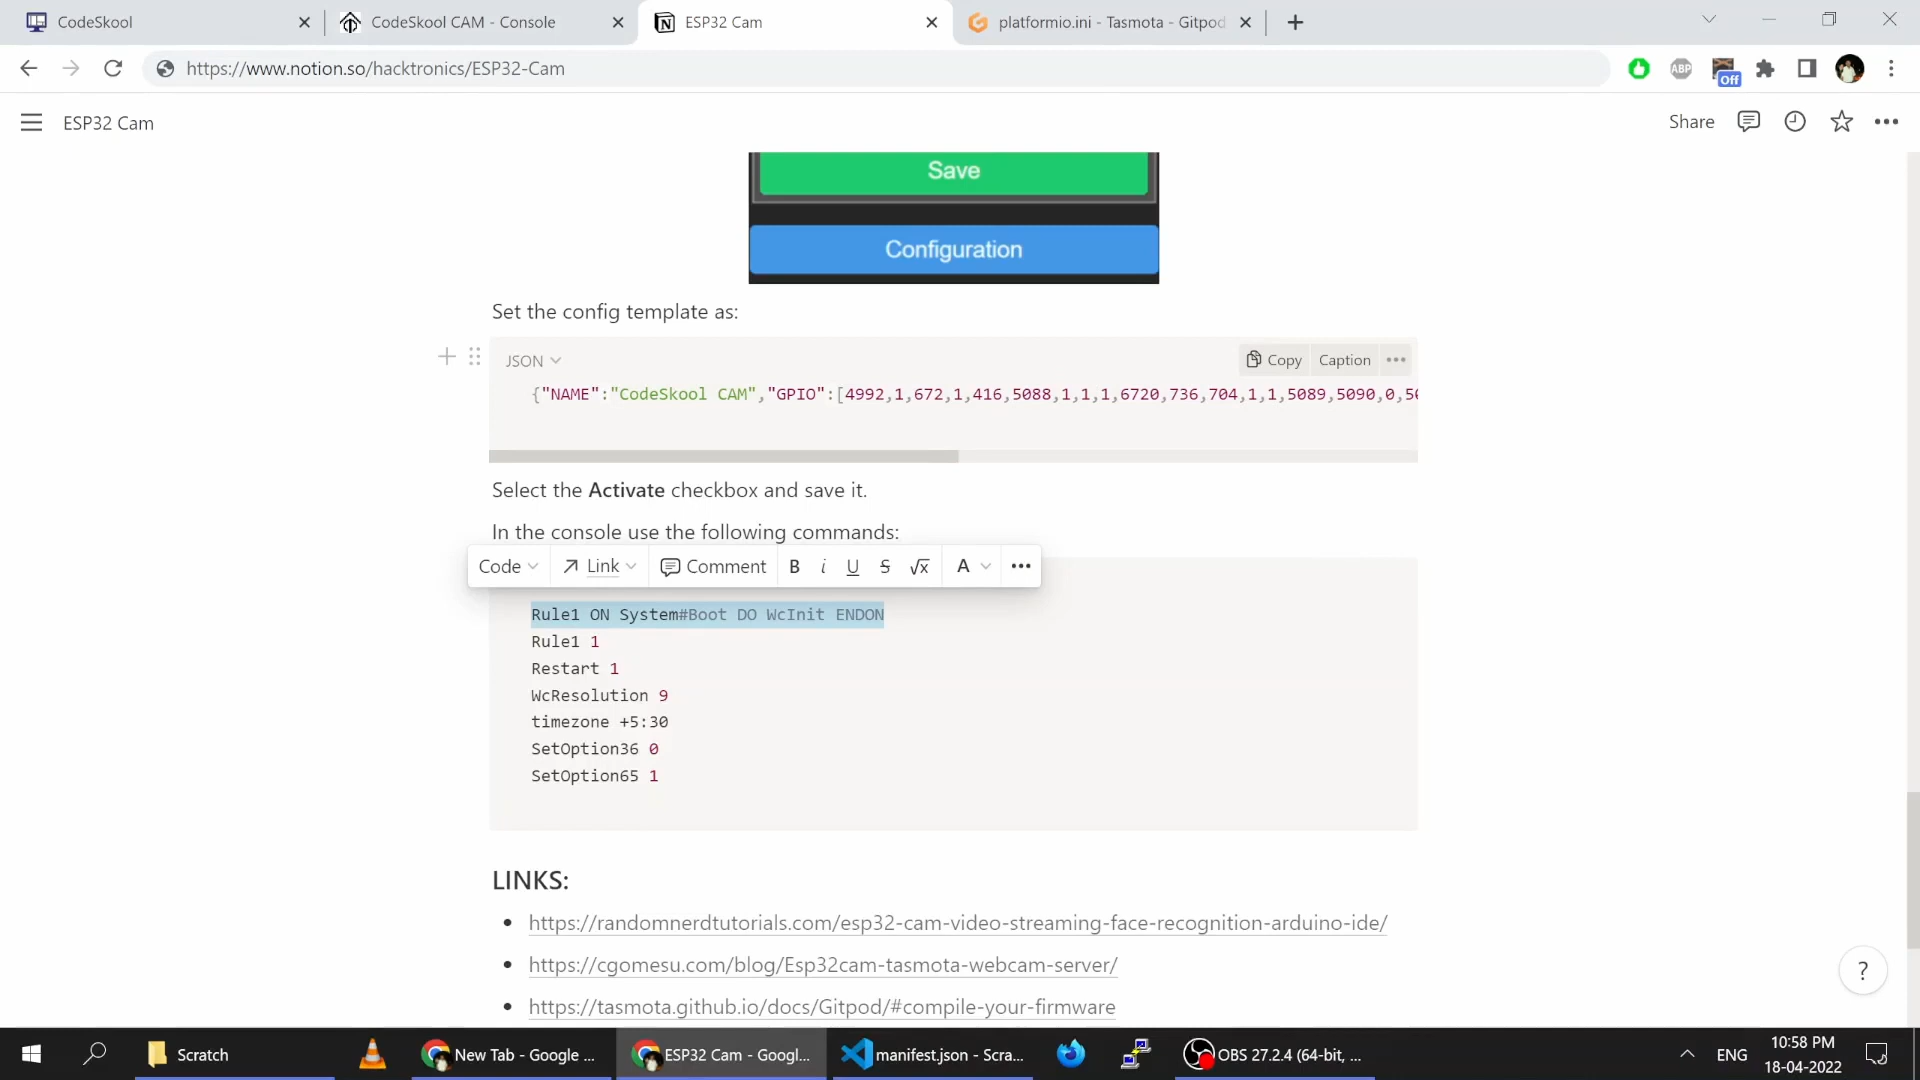 CodeSkool
CodeSkool CAM - Console
ESP32 Cam
platformio.ini - Tasmota - Gitpod
https://www.notion.so/hacktronics/ESP32-Cam
ABP
Off
ESP32 Cam
Share
Save
Configuration
Set the config template as:
JSON
Copy
Caption
{"NAME":"CodeSkool CAM","GPIO":[4992,1,672,1,416,5088,1,1,1,6720,736,704,1,1,5089,5090,0,50
Select the Activate checkbox and save it.
In the console use the following commands:
Code
Link
Comment
B i U S √x A
Rule1 ON System#Boot DO WcInit ENDON
Rule1 1
Restart 1
WcResolution 9
timezone +5:30
SetOption36 0
SetOption65 1
LINKS:
https://randomnerdtutorials.com/esp32-cam-video-streaming-face-recognition-arduino-ide/
https://cgomesu.com/blog/Esp32cam-tasmota-webcam-server/
https://tasmota.github.io/docs/Gitpod/#compile-your-firmware
?
Scratch
New Tab - Google ...
ESP32 Cam - Googl...
manifest.json - Scra...
OBS 27.2.4 (64-bit, ...
ENG
10:58 PM
18-04-2022